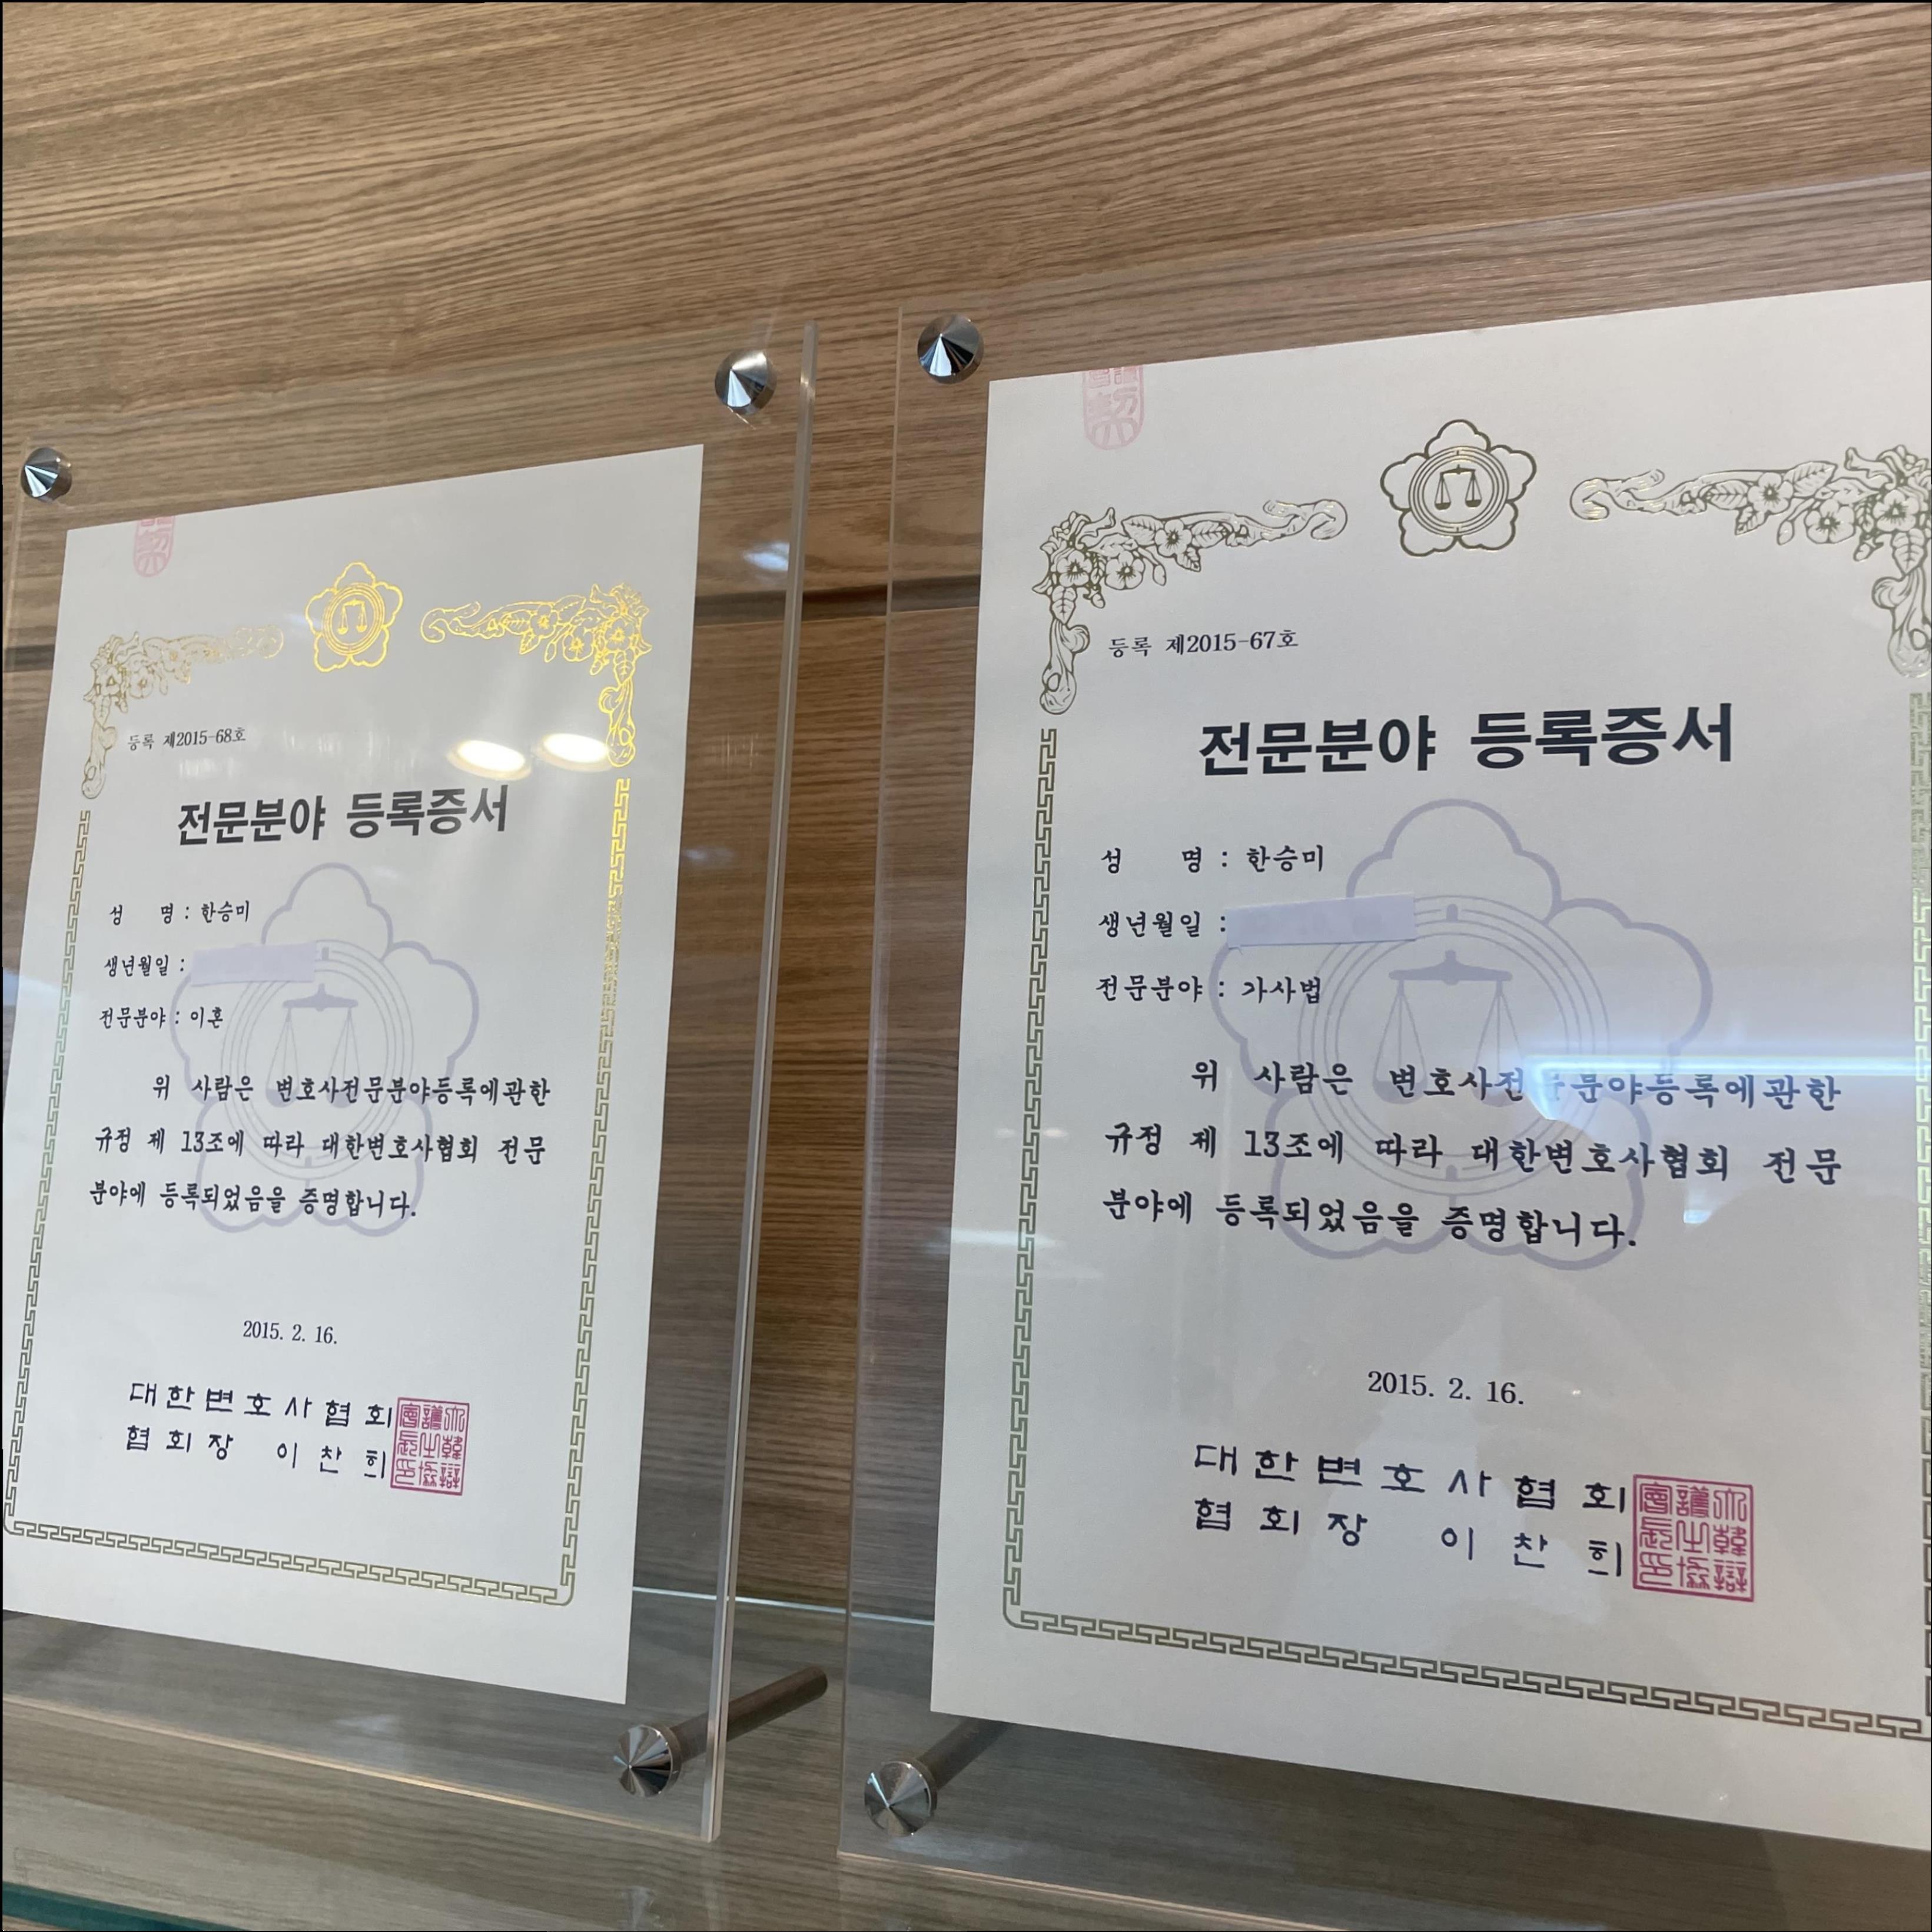 등록 제2015-68호
전문분야 등록증서
성 명 : 한승미
생년월일 :
전문분야 : 이혼
위 사람은 변호사전문분야등록에관한
규정 제 13조에 따라 대한변호사협회 전문
분야에 등록되었음을 증명합니다.
2015. 2. 16.
대한변호사협회
협회장 이찬희
등록 제2015-67호
전문분야 등록증서
성 명 : 한승미
생년월일 :
전문분야 : 가사법
위 사람은 변호사전문분야등록에관한
규정 제 13조에 따라 대한변호사협회 전문
분야에 등록되었음을 증명합니다.
2015. 2. 16.
대한변호사협회
협회장 이찬희